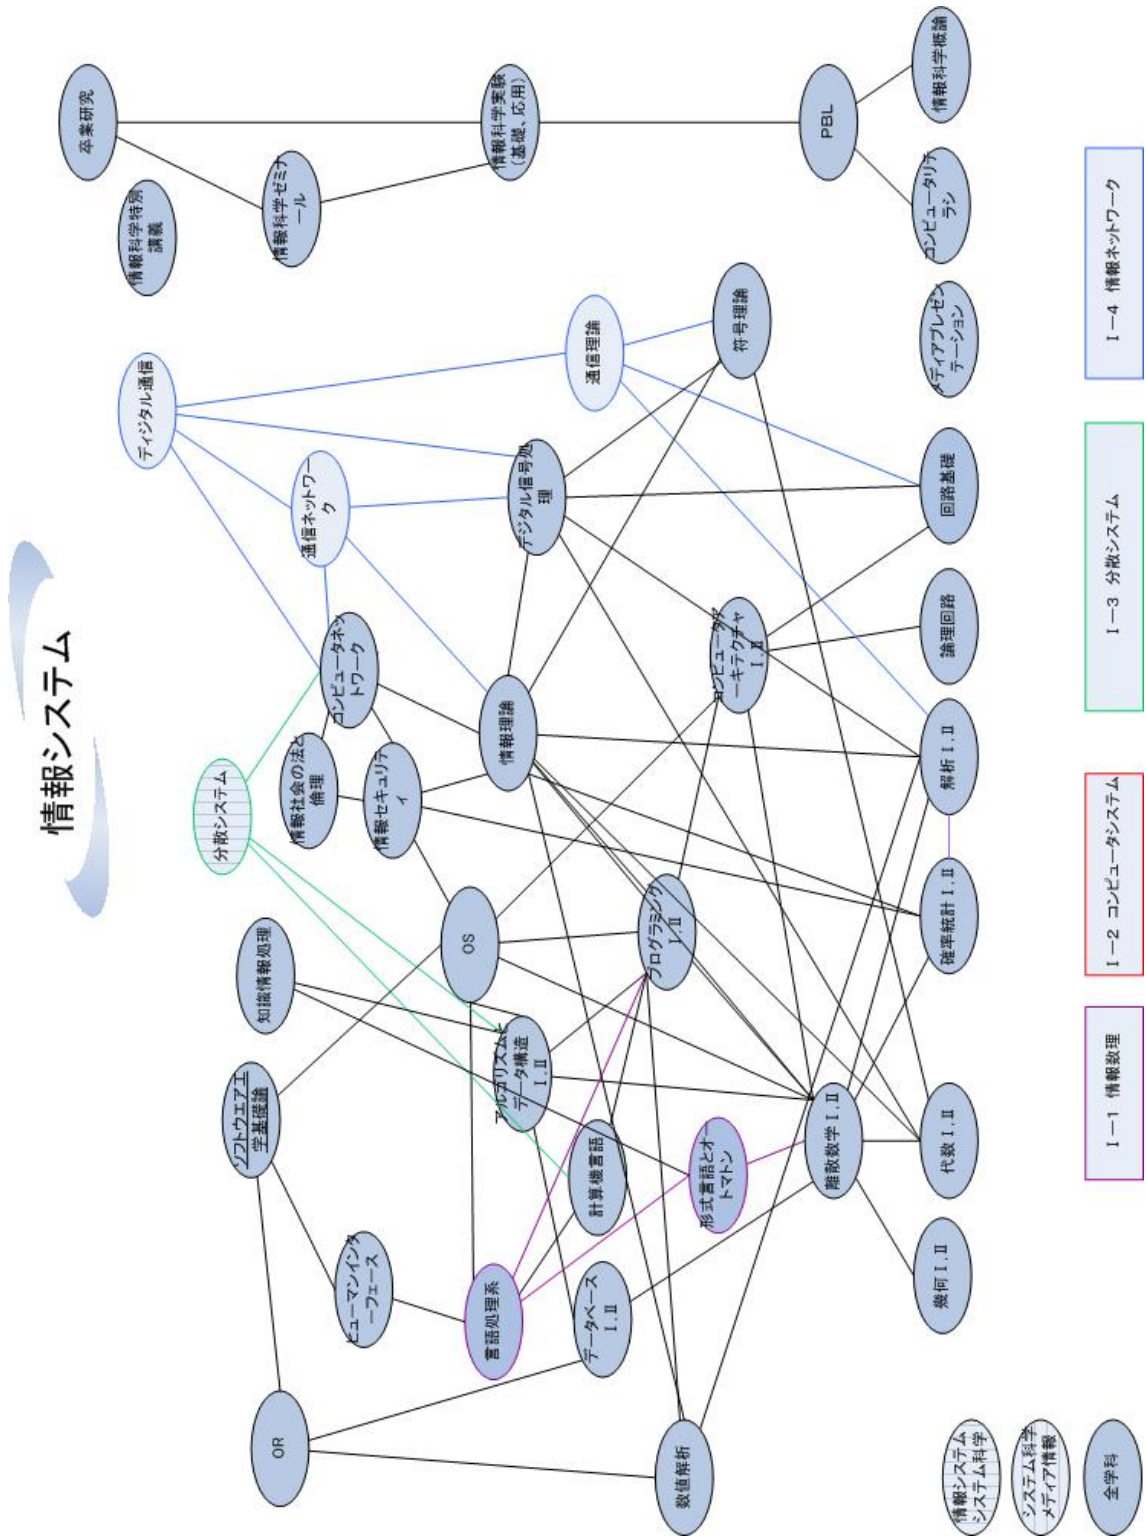 情報システム
OR
ソフトウエアエ
学基礎論
知識情報処理
分散システム
ディジタル通信
情報科学特別
講義
卒業研究
ヒューマンインタ
ーフェース
情報社会の法と
倫理
コンピュータネッ
トワーク
通信ネットワー
ク
情報科学ゼミナ
ール
情報セキュリテ
ィ
言語処理系
OS
情報理論
デジタル信号処
理
通信理論
情報科学実験
(基礎、応用)
アルゴリズムと
データ構造
I.II
計算機言語
データベース
I.II
数値解析
形式言語とオー
トマトン
プログラミング
I.II
コンピュータア
ーキテクチャ
I.II
符号理論
離散数学 I.II
PBL
幾何 I.II
代数 I.II
確率統計 I.II
解析 I.II
論理回路
回路基礎
メディアプレゼン
テーション
コンピュータリテ
ラシ
情報科学概論
情報システム
システム科学
システム科学
メディア情報
全学科
I－1 情報数理
I－2 コンピュータシステム
I－3 分散システム
I－4 情報ネットワーク